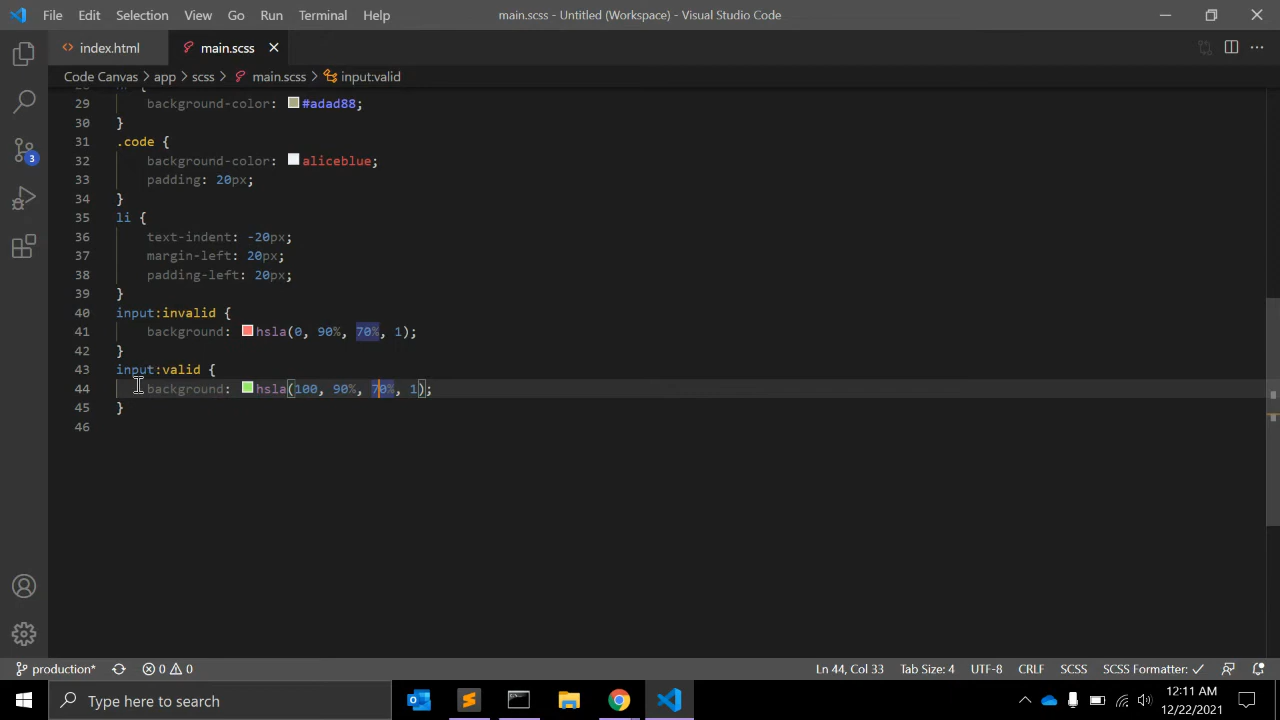 File Edit Selection View Go Run Terminal Help main.scss - Untitled (Workspace) - Visual Studio Code
index.html main.scss
Code Canvas > app > scss > main.scss > input:valid
29 background-color: #adad88;
30 }
31 .code {
32 background-color: aliceblue;
33 padding: 20px;
34 }
35 li {
36 text-indent: -20px;
37 margin-left: 20px;
38 padding-left: 20px;
39 }
40 input:invalid {
41 background: hsla(0, 90%, 70%, 1);
42 }
43 input:valid {
44 background: hsla(100, 90%, 70%, 1);
45 }
46
3
production* 0 0 Ln 44, Col 33 Tab Size: 4 UTF-8 CRLF SCSS SCSS Formatter:
Type here to search
12:11 AM
12/22/2021